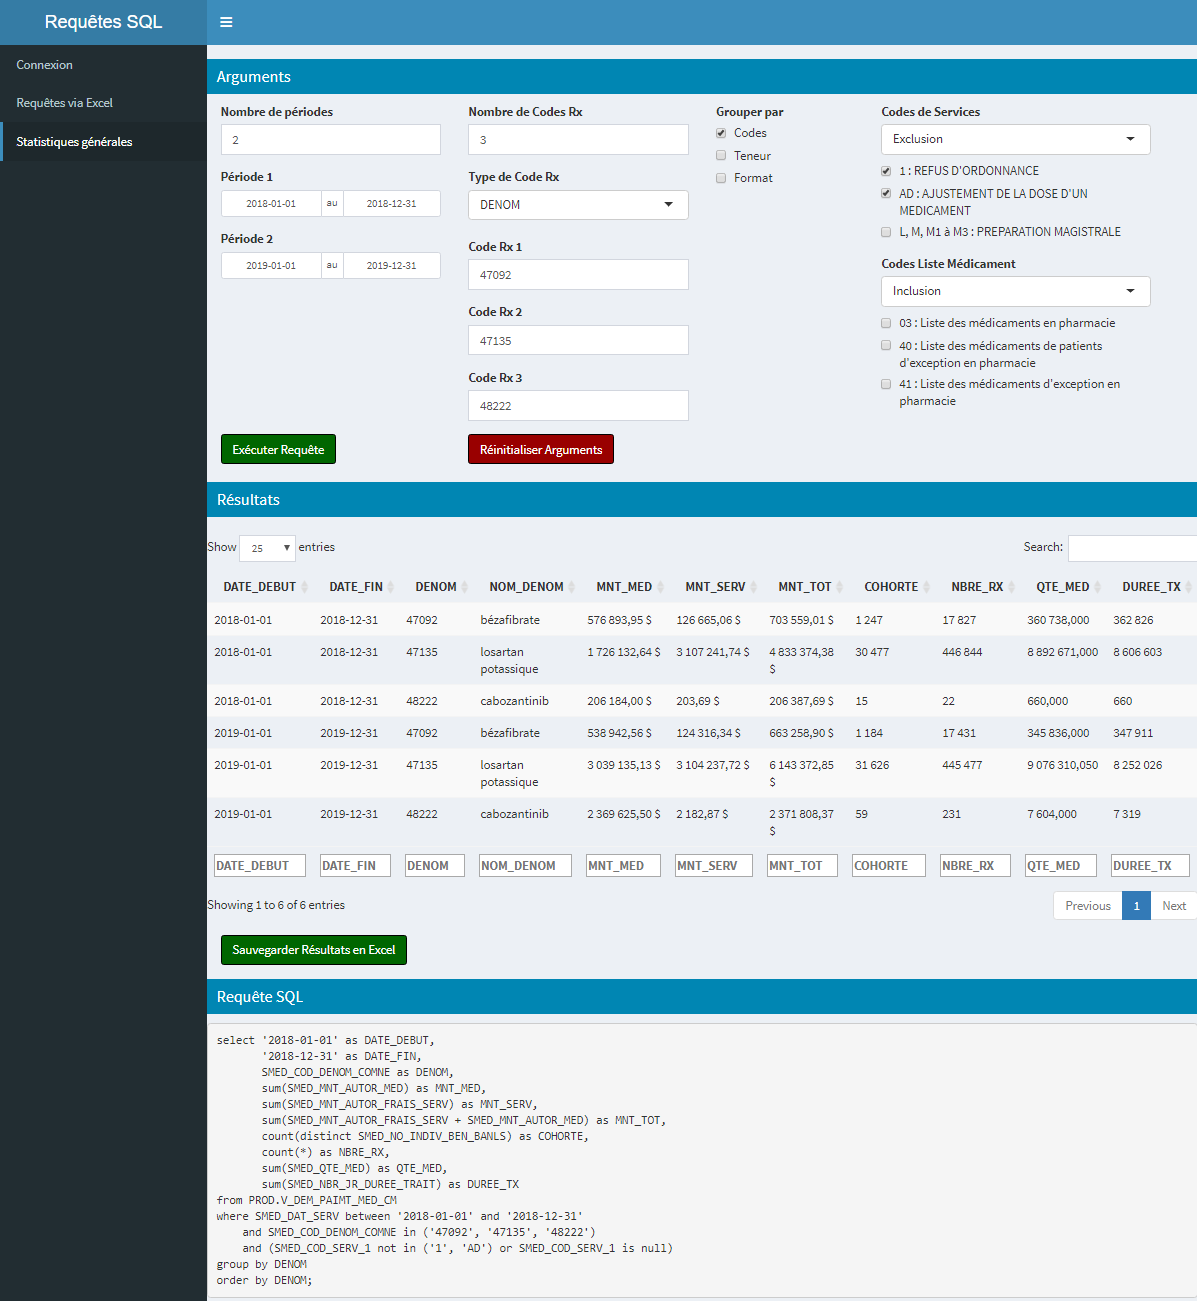 Requêtes SQL
Connexion
Requêtes via Excel
Statistiques générales
Arguments
Nombre de périodes
2
Période 1
2018-01-01 au 2018-12-31
Période 2
2019-01-01 au 2019-12-31
Nombre de Codes Rx
3
Type de Code Rx
DENOM
Code Rx 1
47092
Code Rx 2
47135
Code Rx 3
48222
Grouper par
Codes
Teneur
Format
Codes de Services
Exclusion
1 : REFUS D'ORDONNANCE
AD : AJUSTEMENT DE LA DOSE D'UN
MEDICAMENT
L, M, M1 à M3 : PREPARATION MAGISTRALE
Codes Liste Médicament
Inclusion
03 : Liste des médicaments en pharmacie
40 : Liste des médicaments de patients
d'exception en pharmacie
41 : Liste des médicaments d'exception en
pharmacie
Exécuter Requête
Réinitialiser Arguments
Résultats
Show 25 entries
Search:
DATE_DEBUT DATE_FIN DENOM NOM_DENOM MNT_MED MNT_SERV MNT_TOT COHORTE NBRE_RX QTE_MED DUREE_TX
2018-01-01 2018-12-31 47092 bézafibrate 576 893,95 $ 126 665,06 $ 703 559,01 $ 1 247 17 827 360 738,000 362 826
2018-01-01 2018-12-31 47135 losartan 1 726 132,64 $ 3 107 241,74 $ 4 833 374,38 30 477 446 844 8 892 671,000 8 606 603
potassique $
2018-01-01 2018-12-31 48222 cabozantinib 206 184,00 $ 203,69 $ 206 387,69 $ 15 22 660,000 660
2019-01-01 2019-12-31 47092 bézafibrate 538 942,56 $ 124 316,34 $ 663 258,90 $ 1 184 17 431 345 836,000 347 911
2019-01-01 2019-12-31 47135 losartan 3 039 135,13 $ 3 104 237,72 $ 6 143 372,85 31 626 445 477 9 076 310,050 8 252 026
potassique $
2019-01-01 2019-12-31 48222 cabozantinib 2 369 625,50 $ 2 182,87 $ 2 371 808,37 59 231 7 604,000 7 319
$
DATE_DEBUT DATE_FIN DENOM NOM_DENOM MNT_MED MNT_SERV MNT_TOT COHORTE NBRE_RX QTE_MED DUREE_TX
Showing 1 to 6 of 6 entries
Previous 1 Next
Sauvegarder Résultats en Excel
Requête SQL
select '2018-01-01' as DATE_DEBUT,
'2018-12-31' as DATE_FIN,
SMED_COD_DENOM_COMNE as DENOM,
sum(SMED_MNT_AUTOR_MED) as MNT_MED,
sum(SMED_MNT_AUTOR_FRAIS_SERV) as MNT_SERV,
sum(SMED_MNT_AUTOR_FRAIS_SERV + SMED_MNT_AUTOR_MED) as MNT_TOT,
count(distinct SMED_NO_INDIV_BEN_BANLS) as COHORTE,
count(*) as NBRE_RX,
sum(SMED_QTE_MED) as QTE_MED,
sum(SMED_NBR_JR_DUREE_TRAIT) as DUREE_TX
from PROD.V_DEM_PAIMT_MED_CM
where SMED_DAT_SERV between '2018-01-01' and '2018-12-31'
and SMED_COD_DENOM_COMNE in ('47092', '47135', '48222')
and (SMED_COD_SERV_1 not in ('1', 'AD') or SMED_COD_SERV_1 is null)
group by DENOM
order by DENOM;